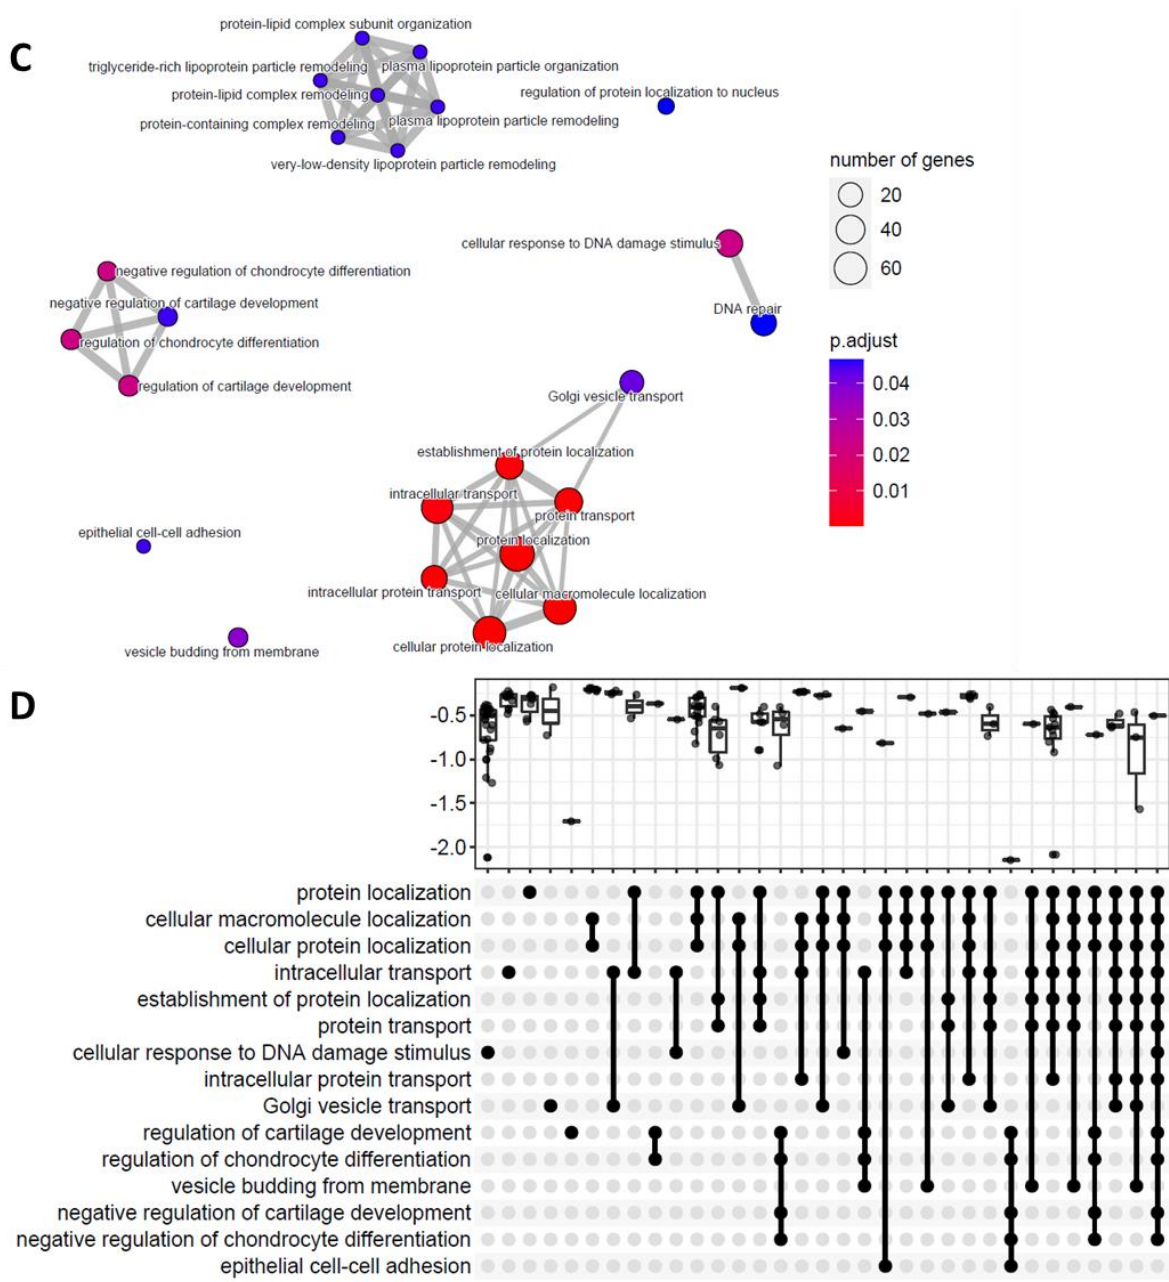 C
protein-lipid complex subunit organization
triglyceride-rich lipoprotein particle remodeling
plasma lipoprotein particle organization
protein-lipid complex remodeling
regulation of protein localization to nucleus
protein-containing complex remodeling
plasma lipoprotein particle remodeling
very-low-density lipoprotein particle remodeling
number of genes
20
40
60
cellular response to DNA damage stimulus
negative regulation of chondrocyte differentiation
negative regulation of cartilage development
DNA repair
regulation of chondrocyte differentiation
p.adjust
0.04
0.03
0.02
0.01
regulation of cartilage development
Golgi vesicle transport
establishment of protein localization
intracellular transport
protein transport
epithelial cell-cell adhesion
protein localization
intracellular protein transport
cellular macromolecule localization
cellular protein localization
vesicle budding from membrane
D
-0.5
-1.0
-1.5
-2.0
protein localization
cellular macromolecule localization
cellular protein localization
intracellular transport
establishment of protein localization
protein transport
cellular response to DNA damage stimulus
intracellular protein transport
Golgi vesicle transport
regulation of cartilage development
regulation of chondrocyte differentiation
vesicle budding from membrane
negative regulation of cartilage development
negative regulation of chondrocyte differentiation
epithelial cell-cell adhesion